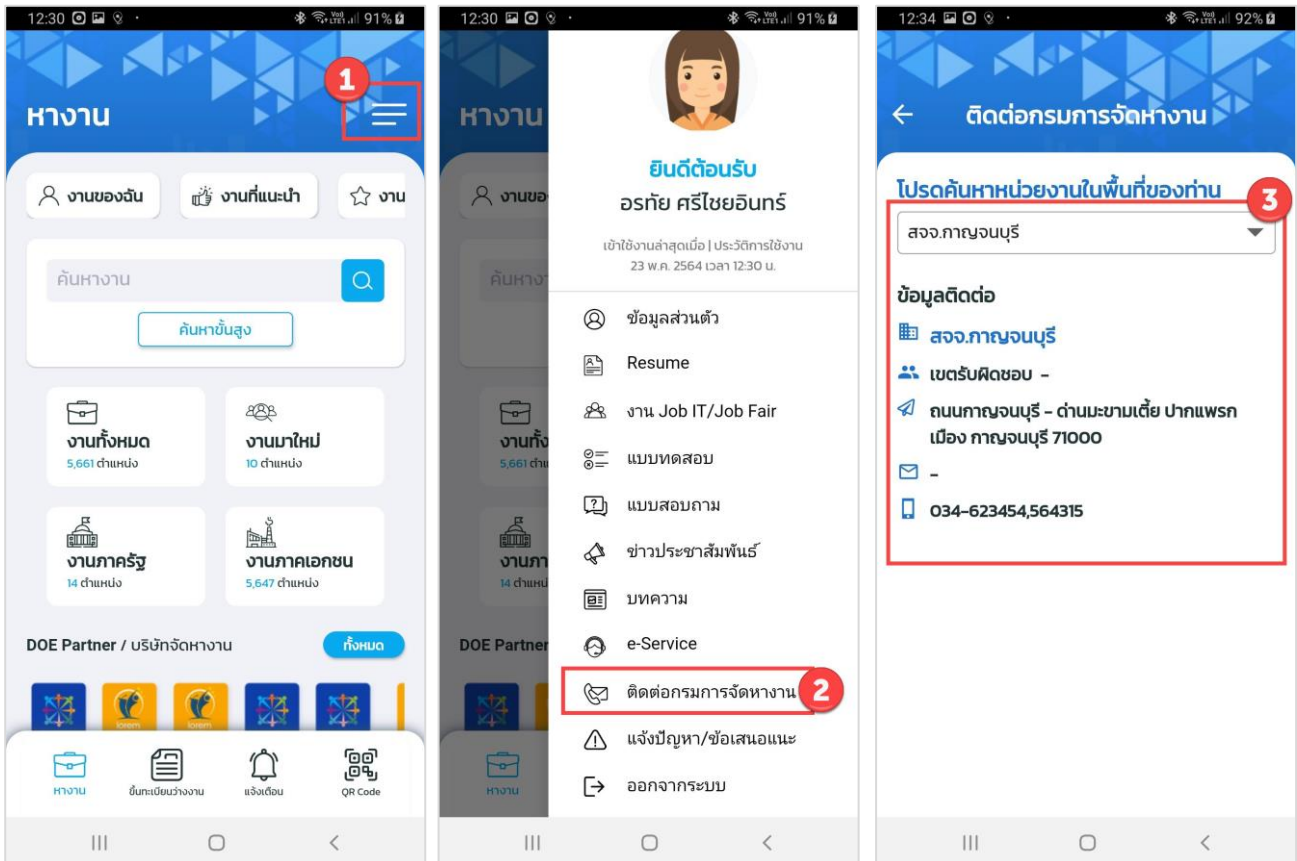 12:30
91%
1
หางาน
งานของฉัน
งานที่แนะนำ
งาน
ค้นหางาน
ค้นหาขั้นสูง
งานทั้งหมด
5,661 ตำแหน่ง
งานมาใหม่
10 ตำแหน่ง
งานภาครัฐ
14 ตำแหน่ง
งานภาคเอกชน
5,647 ตำแหน่ง
DOE Partner / บริษัทจัดหางาน
ทั้งหมด
lorem
lorem
หางาน
ขึ้นทะเบียนว่างงาน
แจ้งเตือน
QR Code
12:30
91%
หางาน
งานของ
ค้นหางา
งานทั้ง
5,661 ตำแ
งานภา
14 ตำแหน่
DOE Partner
หางาน
ยินดีต้อนรับ
อรทัย ศรีไชยอินทร์
เข้าใช้งานล่าสุดเมื่อ | ประวัติการใช้งาน
23 พ.ค. 2564 เวลา 12:30 น.
ข้อมูลส่วนตัว
Resume
งาน Job IT/Job Fair
แบบทดสอบ
แบบสอบถาม
ข่าวประชาสัมพันธ์
บทความ
e-Service
ติดต่อกรมการจัดหางาน
2
แจ้งปัญหา/ข้อเสนอแนะ
ออกจากระบบ
12:34
92%
ติดต่อกรมการจัดหางาน
โปรดค้นหาหน่วยงานในพื้นที่ของท่าน
3
สจจ.กาญจนบุรี
ข้อมูลติดต่อ
สจจ.กาญจนบุรี
เขตรับผิดชอบ -
ถนนกาญจนบุรี - ด่านมะขามเตี้ย ปากแพรก
เมือง กาญจนบุรี 71000
-
034-623454,564315